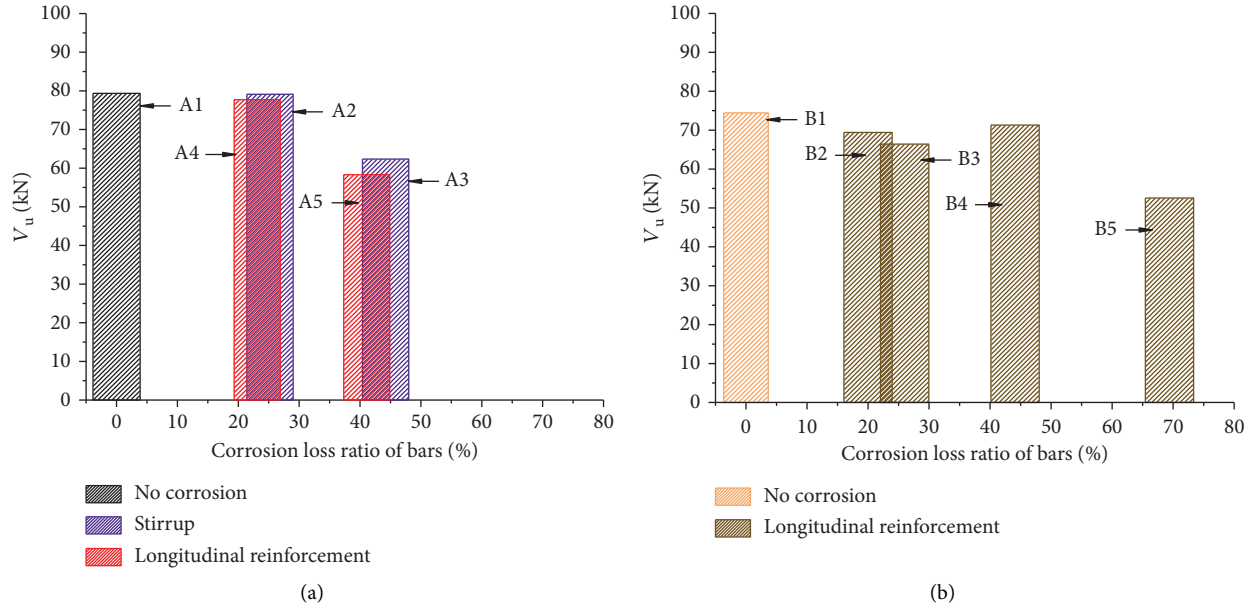 100
90
80
70
60
50
40
30
20
10
0
V_u (kN)
A1
A2
A4
A3
A5
0 10 20 30 40 50 60 70 80
Corrosion loss ratio of bars (%)
No corrosion
Stirrup
Longitudinal reinforcement
(a)
100
90
80
70
60
50
40
30
20
10
0
V_u (kN)
B1
B2
B3
B4
B5
0 10 20 30 40 50 60 70 80
Corrosion loss ratio of bars (%)
No corrosion
Longitudinal reinforcement
(b)